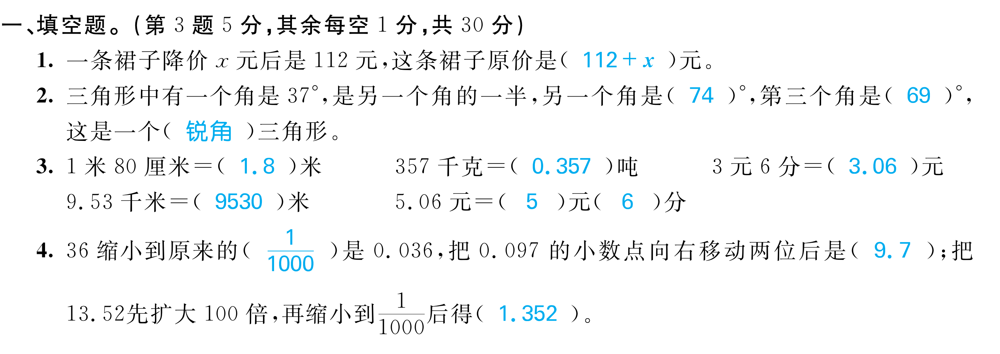 一、填空题。(第 3 题 5 分,其余每空 1 分,共 30 分)
1. 一条裙子降价 x 元后是 112 元,这条裙子原价是( 112+x )元。
2. 三角形中有一个角是 37°,是另一个角的一半,另一个角是( 74 )°,第三个角是( 69 )°,
这是一个( 锐角 )三角形。
3. 1 米 80 厘米=( 1.8 )米 357 千克=( 0.357 )吨 3 元 6 分=( 3.06 )元
9.53 千米=( 9530 )米 5.06 元=( 5 )元( 6 )分
4. 36 缩小到原来的( 1/1000 )是 0.036,把 0.097 的小数点向右移动两位后是( 9.7 );把
13.52先扩大 100 倍,再缩小到1/1000后得( 1.352 )。